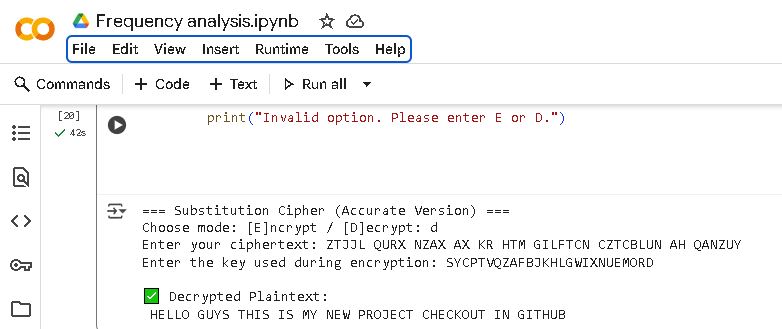 Frequency analysis.ipynb
File Edit View Insert Runtime Tools Help
Commands + Code + Text Run all
[20]
42s
print("Invalid option. Please enter E or D.")
=== Substitution Cipher (Accurate Version) ===
Choose mode: [E]ncrypt / [D]ecrypt: d
Enter your ciphertext: ZTJJL QURX NZAX AX KR HTM GILFTCN CZTCBLUN AH QANZUY
Enter the key used during encryption: SYCPTVQZAFBJKHLGWIXNUEMORD
✅ Decrypted Plaintext:
HELLO GUYS THIS IS MY NEW PROJECT CHECKOUT IN GITHUB